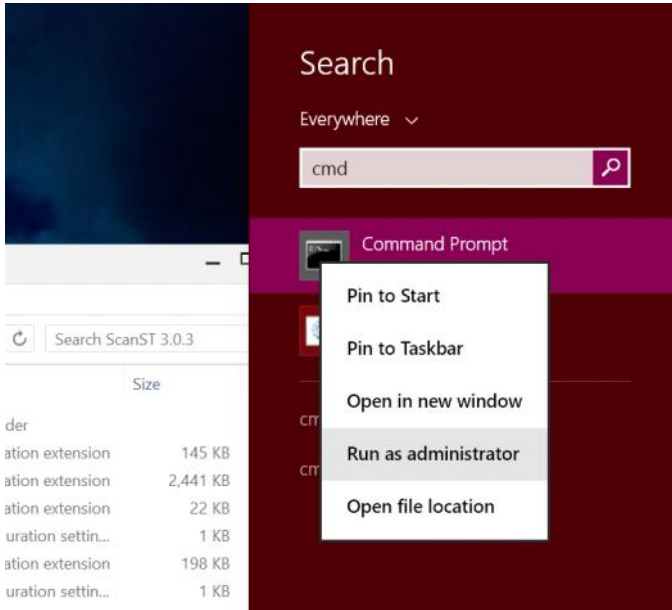 Search
Everywhere
cmd
Command Prompt
Pin to Start
Pin to Taskbar
Open in new window
Run as administrator
Open file location
cm
cm
Search ScanST 3.0.3
Size
der
ation extension 145 KB
ation extension 2,441 KB
ation extension 22 KB
uration settin... 1 KB
ation extension 198 KB
uration settin... 1 KB